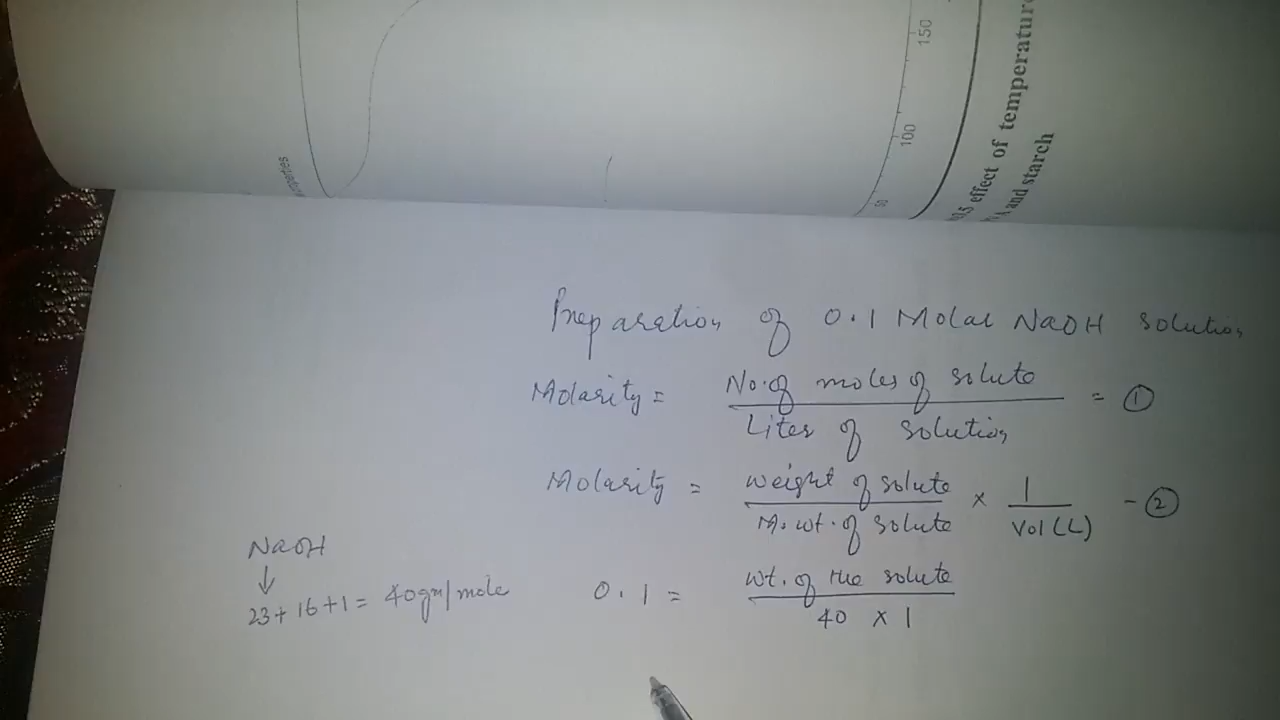 150
100
50
effect of temperature
A and starch
Preparation of 0.1 Molar NaOH solution
Molarity = No. of moles of solute / Liter of solution = ①
Molarity = weight of solute / M. wt. of solute × 1 / Vol (L) - ②
NaOH
↓
23 + 16 + 1 = 40gm/mole
0.1 = wt. of the solute / 40 × 1